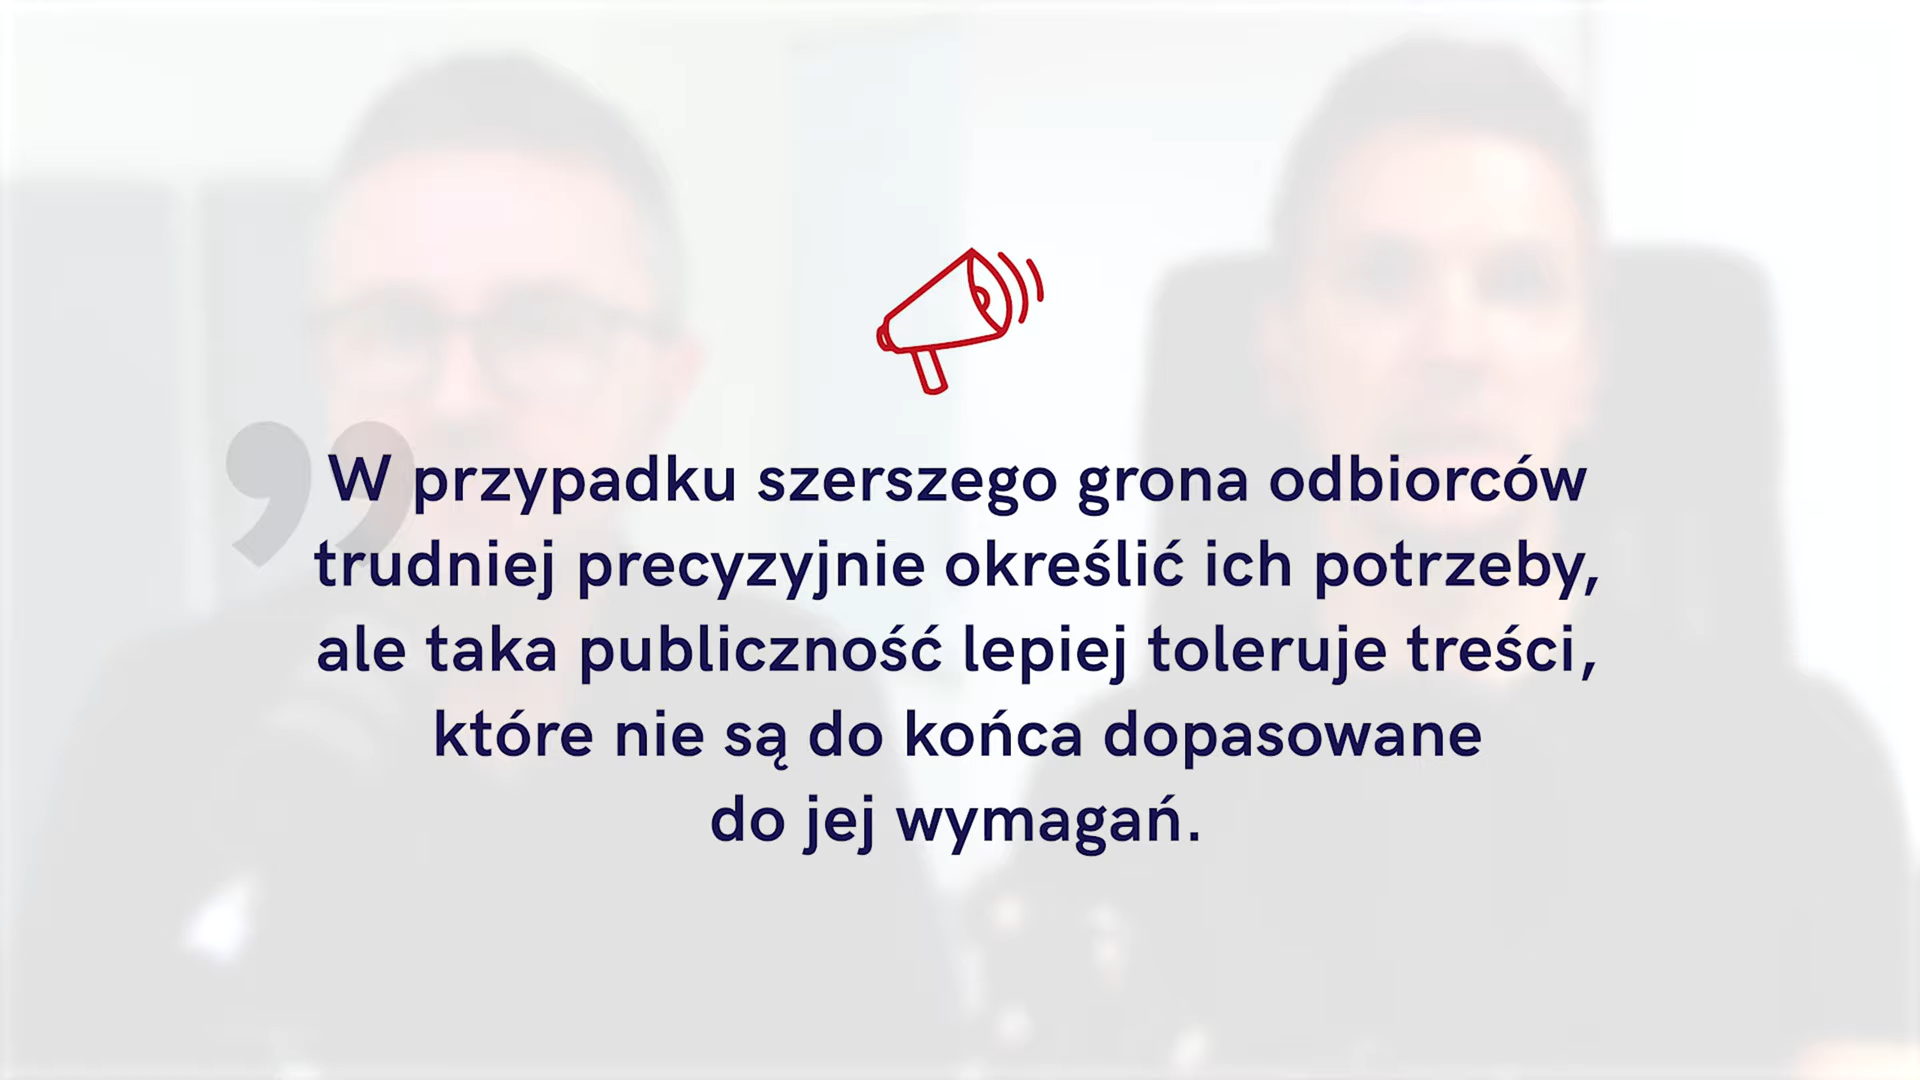 W przypadku szerszego grona odbiorców
trudniej precyzyjnie określić ich potrzeby,
ale taka publiczność lepiej toleruje treści,
które nie są do końca dopasowane
do jej wymagań.